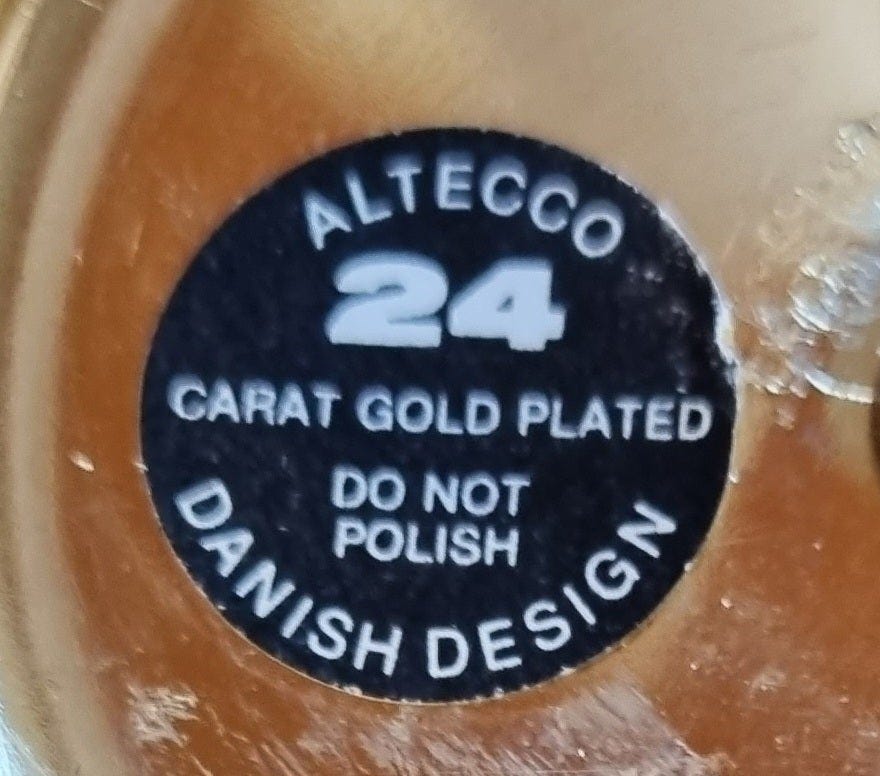 ALTECCO
24
CARAT GOLD PLATED
DO NOT
POLISH
DANISH DESIGN